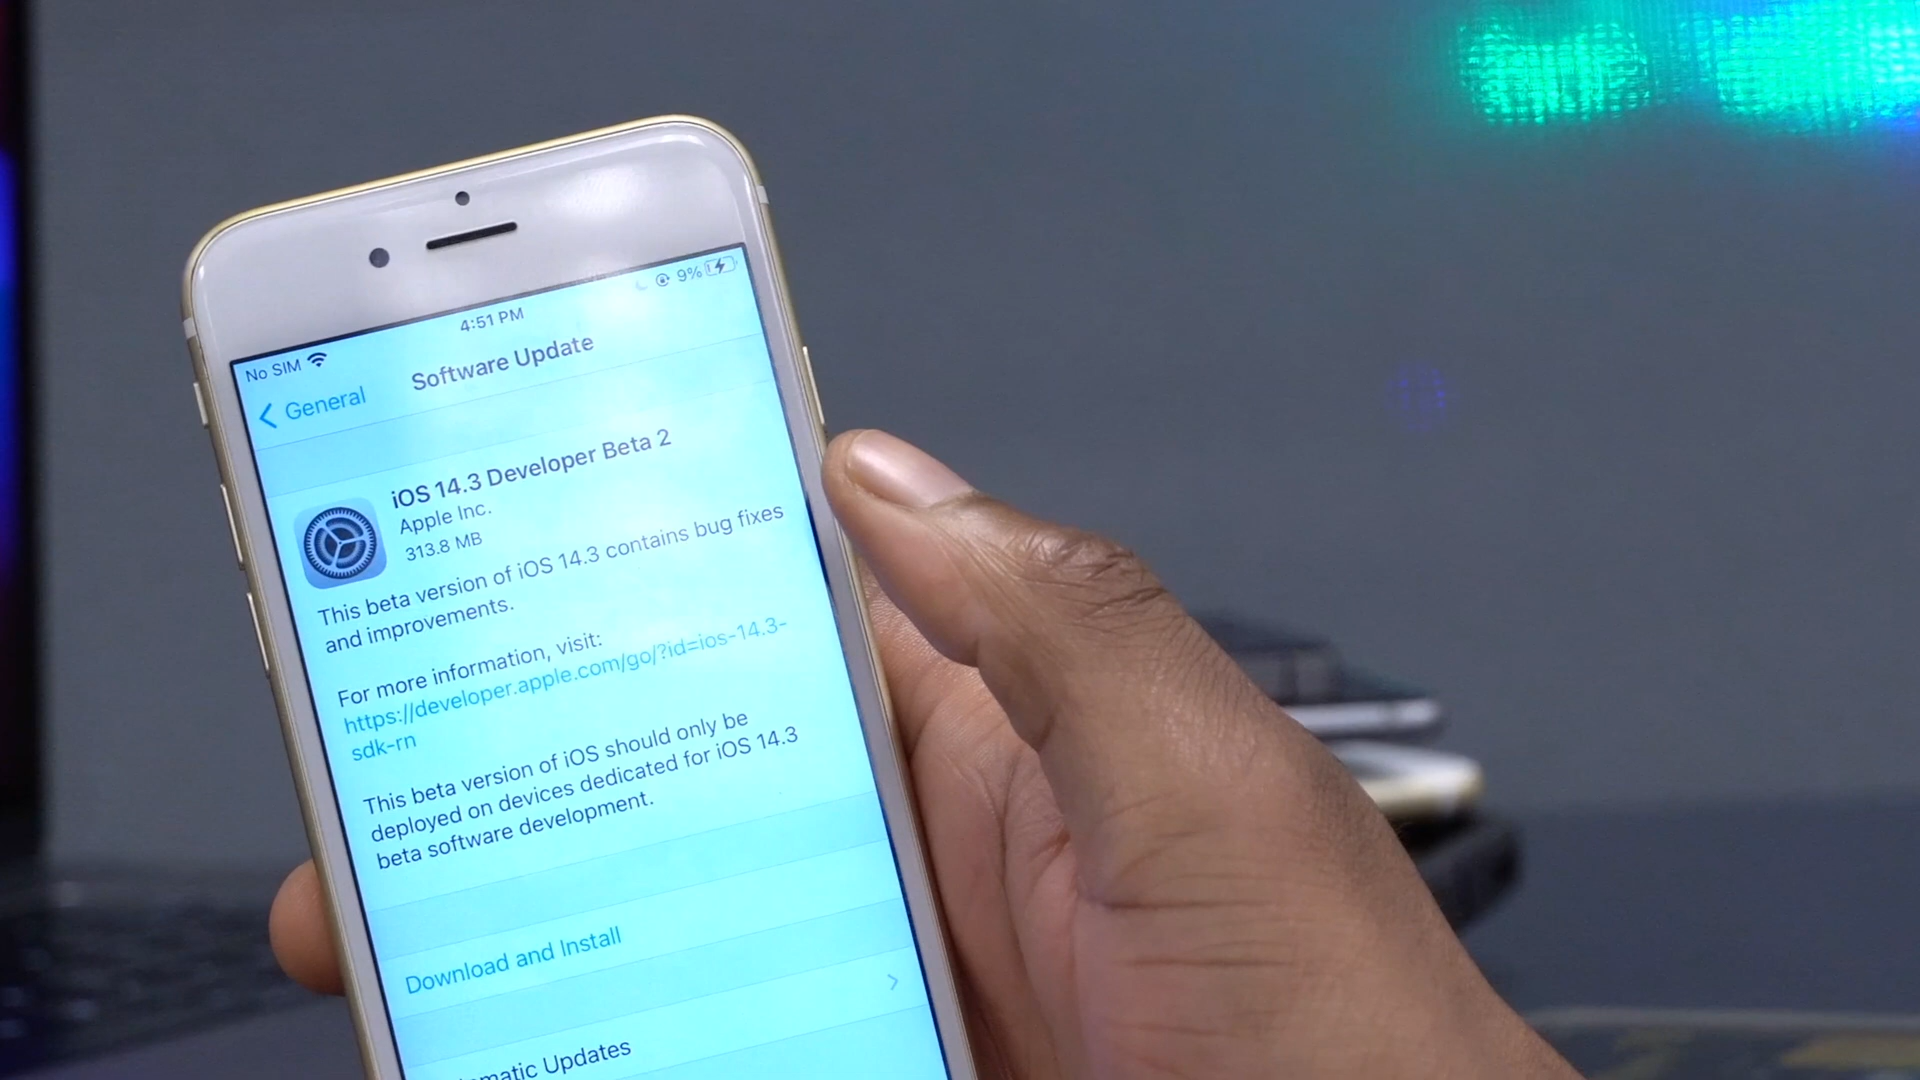 No SIM 4:51 PM 9%
General Software Update
iOS 14.3 Developer Beta 2
Apple Inc.
313.8 MB
This beta version of iOS 14.3 contains bug fixes
and improvements.
For more information, visit:
https://developer.apple.com/go/?id=ios-14.3-
sdk-rn
This beta version of iOS should only be
deployed on devices dedicated for iOS 14.3
beta software development.
Download and Install
matic Updates